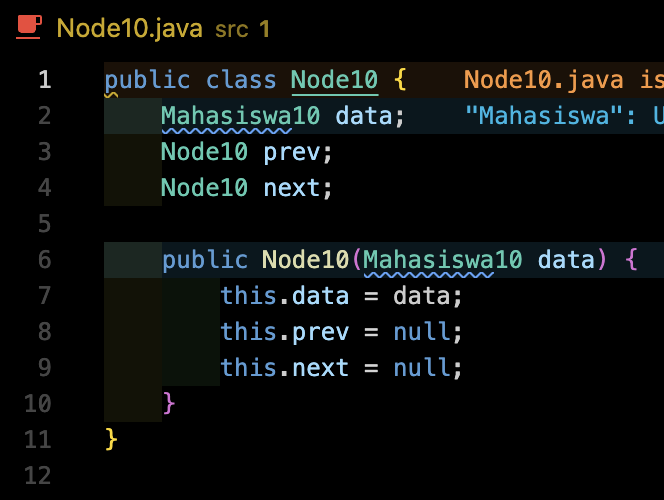 Node10.java src 1
1 public class Node10 { Node10.java is
2 Mahasiswa10 data; "Mahasiswa": U
3 Node10 prev;
4 Node10 next;
5
6 public Node10(Mahasiswa10 data) {
7 this.data = data;
8 this.prev = null;
9 this.next = null;
10 }
11 }
12